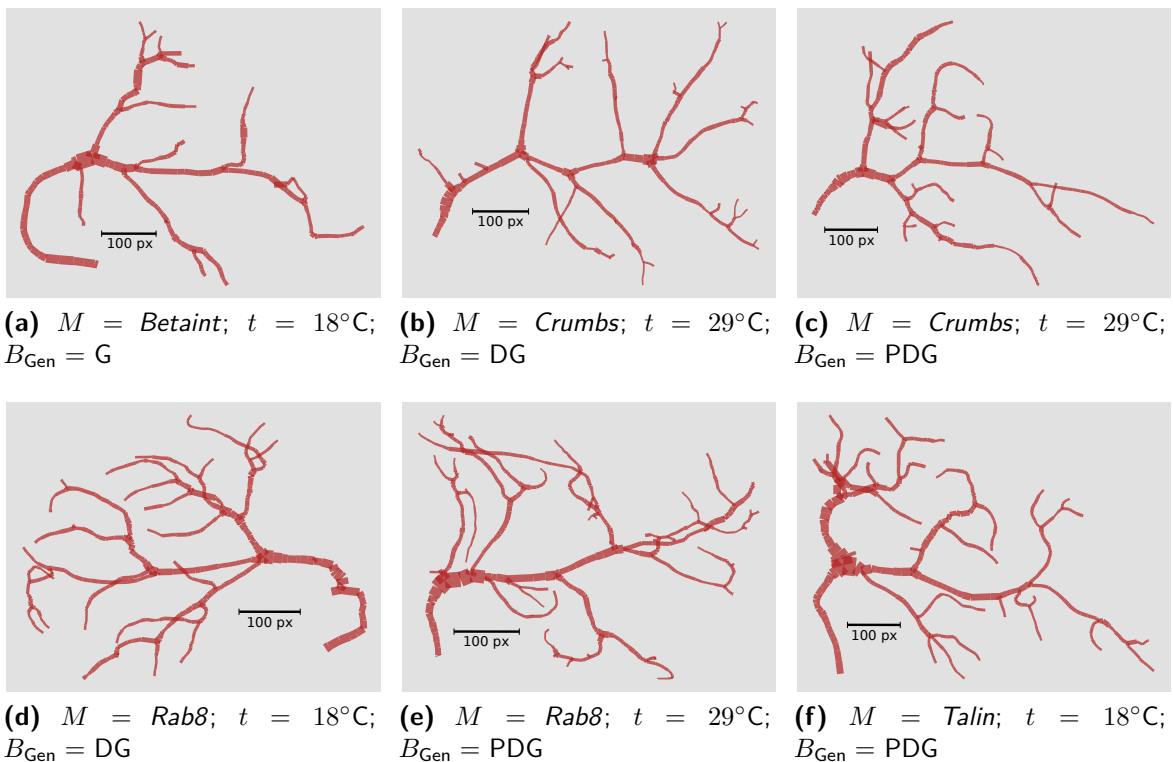 100 px
100 px
100 px
(a) M = Betaint; t = 18°C;
B_Gen = G
(b) M = Crumbs; t = 29°C;
B_Gen = DG
(c) M = Crumbs; t = 29°C;
B_Gen = PDG
100 px
100 px
100 px
(d) M = Rab8; t = 18°C;
B_Gen = DG
(e) M = Rab8; t = 29°C;
B_Gen = PDG
(f) M = Talin; t = 18°C;
B_Gen = PDG